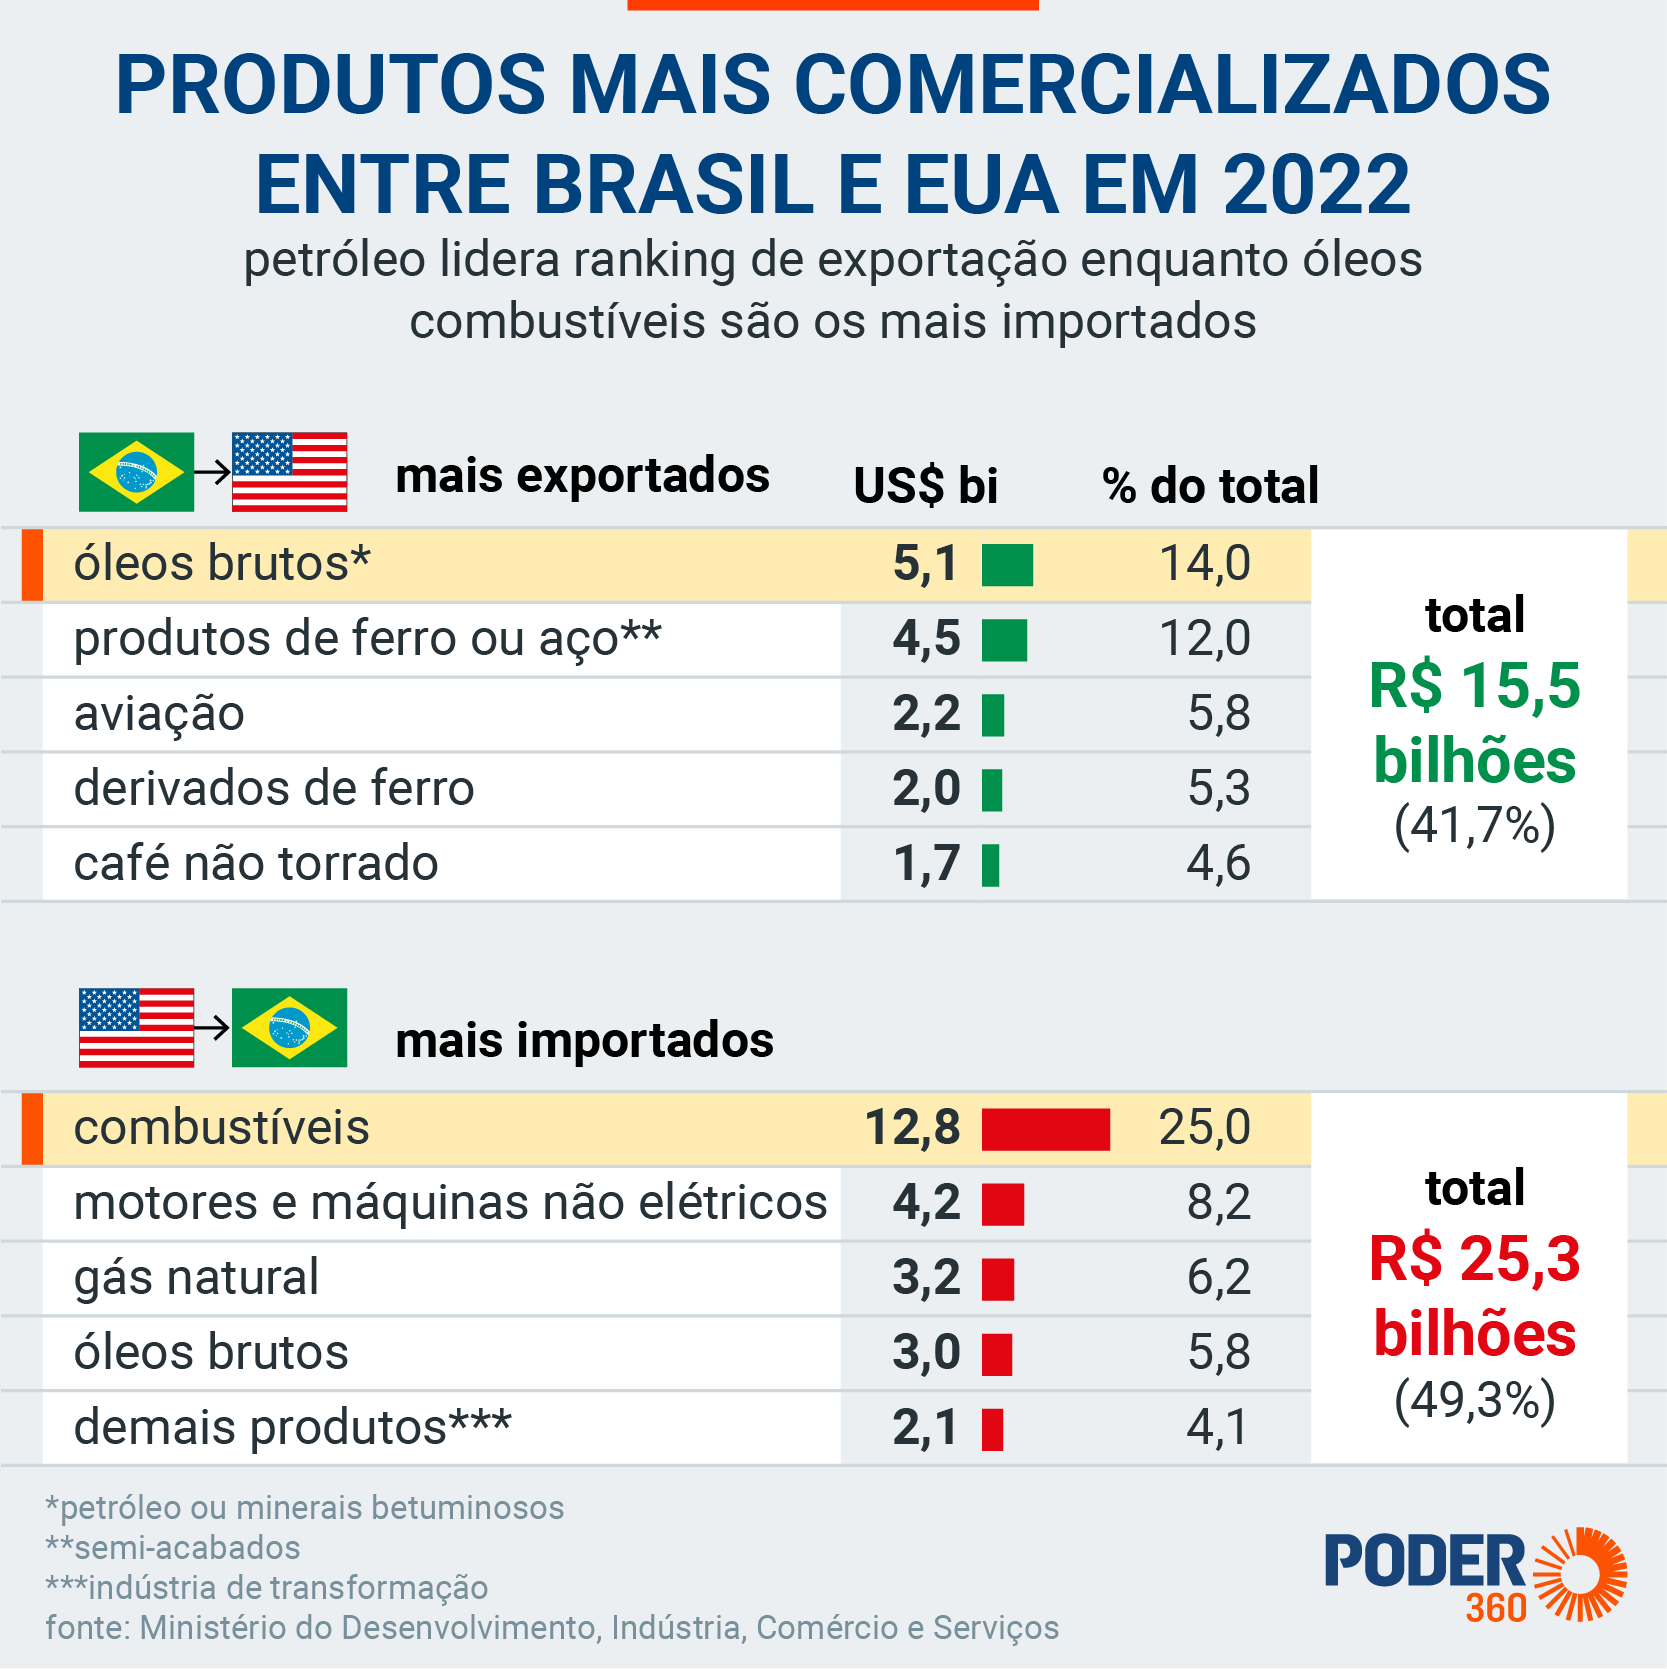 PRODUTOS MAIS COMERCIALIZADOS
ENTRE BRASIL E EUA EM 2022
petróleo lidera ranking de exportação enquanto óleos
combustíveis são os mais importados
mais exportados US$ bi % do total
óleos brutos* 5,1 14,0
produtos de ferro ou aço** 4,5 12,0
aviação 2,2 5,8
derivados de ferro 2,0 5,3
café não torrado 1,7 4,6
total
R$ 15,5
bilhões
(41,7%)
mais importados
combustíveis 12,8 25,0
motores e máquinas não elétricos 4,2 8,2
gás natural 3,2 6,2
óleos brutos 3,0 5,8
demais produtos*** 2,1 4,1
total
R$ 25,3
bilhões
(49,3%)
*petróleo ou minerais betuminosos
**semi-acabados
***indústria de transformação
fonte: Ministério do Desenvolvimento, Indústria, Comércio e Serviços
PODER
360